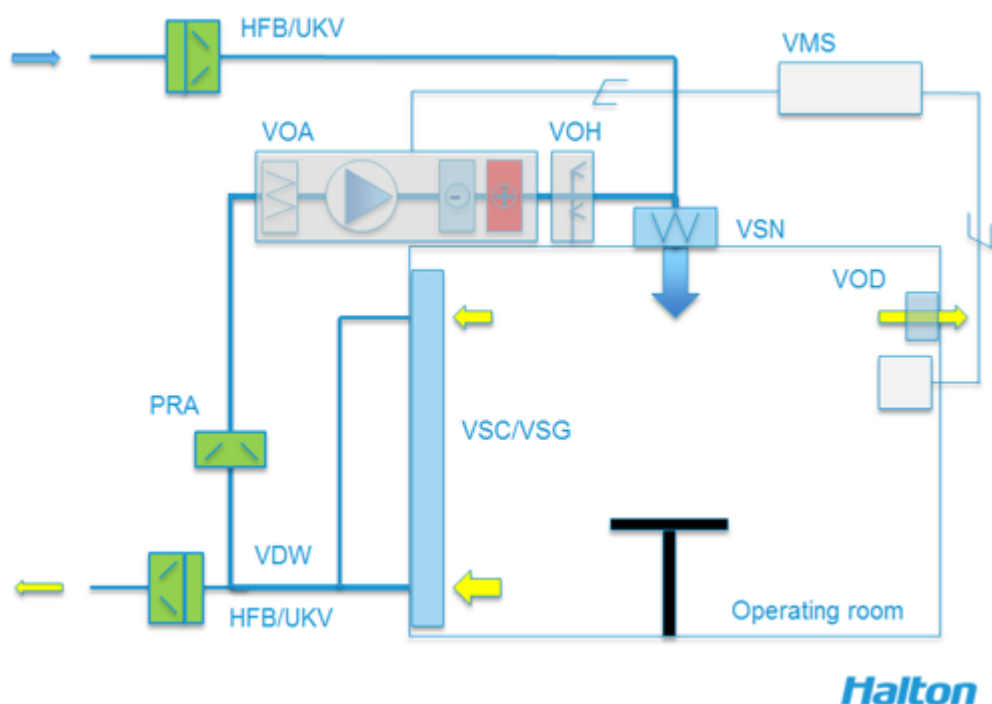 HFB/UKV
VMS
VOA
VOH
VSN
VOD
PRA
VSC/VSG
VDW
HFB/UKV
Operating room
Halton